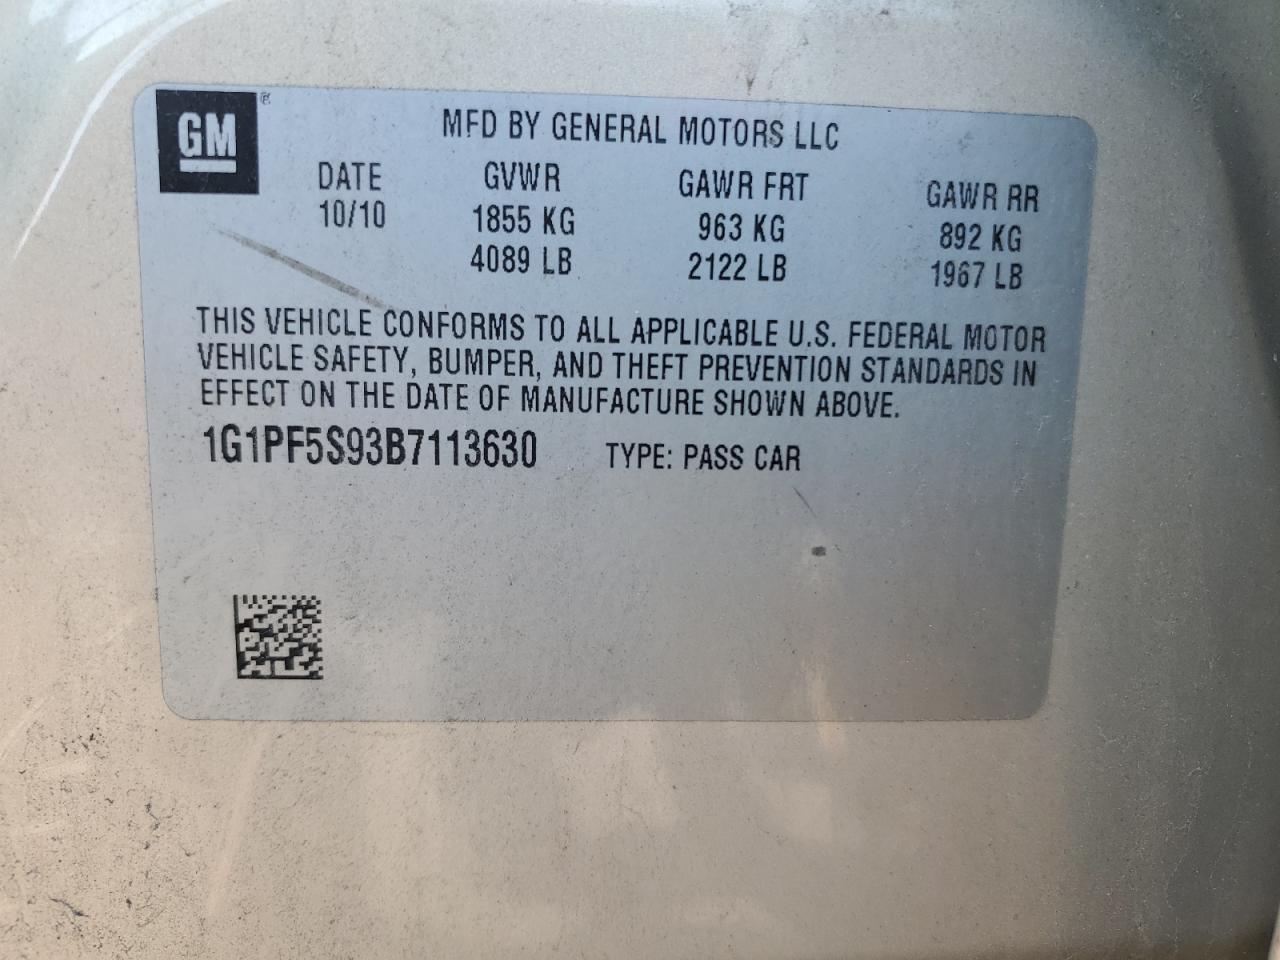 GM ®
MFD BY GENERAL MOTORS LLC
DATE GVWR GAWR FRT GAWR RR
10/10 1855 KG 963 KG 892 KG
4089 LB 2122 LB 1967 LB
THIS VEHICLE CONFORMS TO ALL APPLICABLE U.S. FEDERAL MOTOR
VEHICLE SAFETY, BUMPER, AND THEFT PREVENTION STANDARDS IN
EFFECT ON THE DATE OF MANUFACTURE SHOWN ABOVE.
1G1PF5S93B7113630 TYPE: PASS CAR